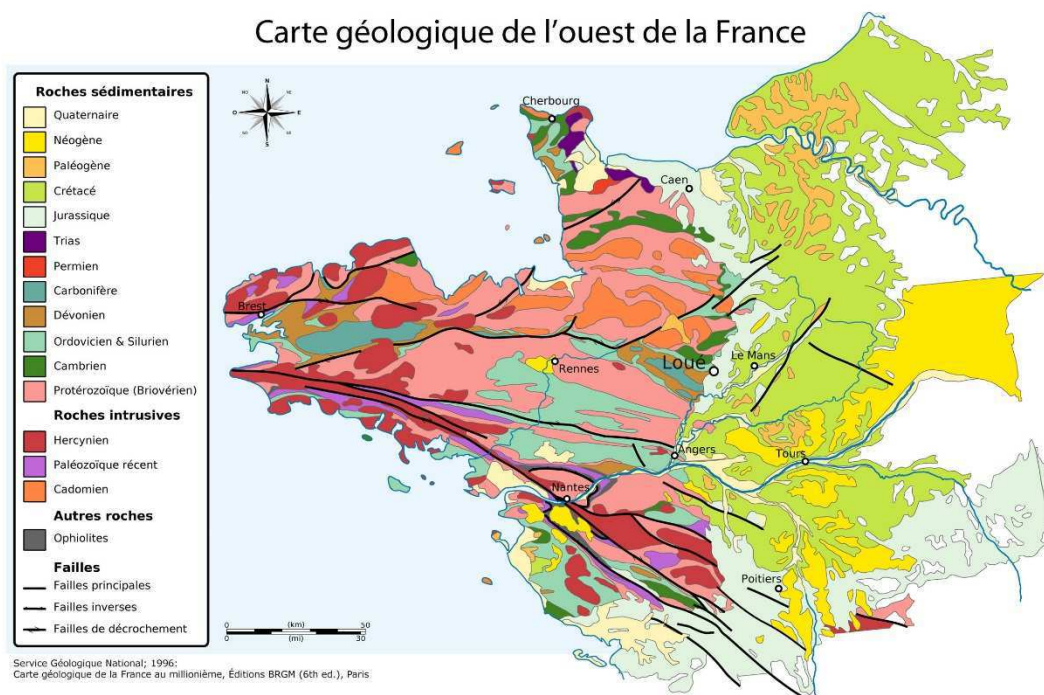 Carte géologique de l'ouest de la France
Roches sédimentaires
Quaternaire
Néogène
Paléogène
Crétacé
Jurassique
Trias
Permien
Carbonifère
Dévonien
Ordovicien & Silurien
Cambrien
Protérozoïque (Briovérien)
Roches intrusives
Hercynien
Paléozoïque récent
Cadomien
Autres roches
Ophiolites
Failles
Failles principales
Failles inverses
Failles de décrochement
N
O
E
S
Cherbourg
Caen
Brest
Rennes
Loué
Le Mans
Angers
Tours
Nantes
Poitiers
0 (km) 50
0 (mi) 30
Service Géologique National; 1996:
Carte géologique de la France au millionième, Éditions BRGM (6th ed.), Paris